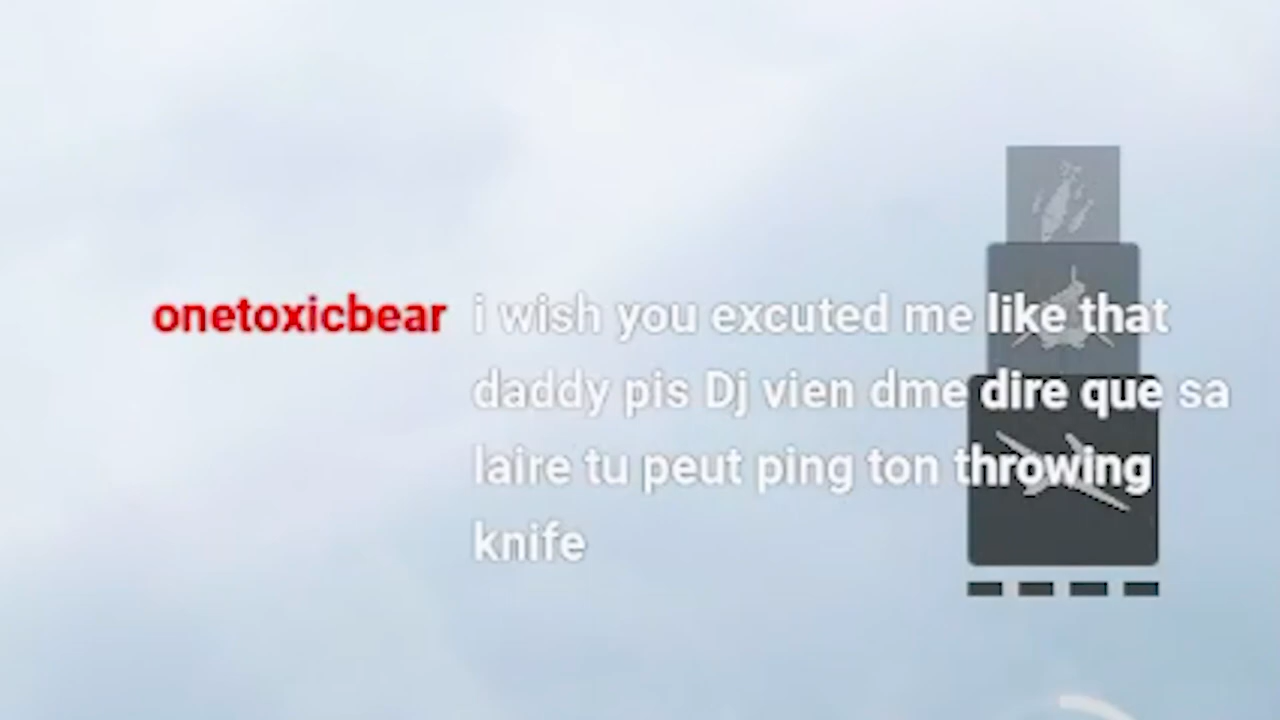 onetoxicbear i wish you excuted me like that
daddy pis Dj vien dme dire que sa
laire tu peut ping ton throwing
knife